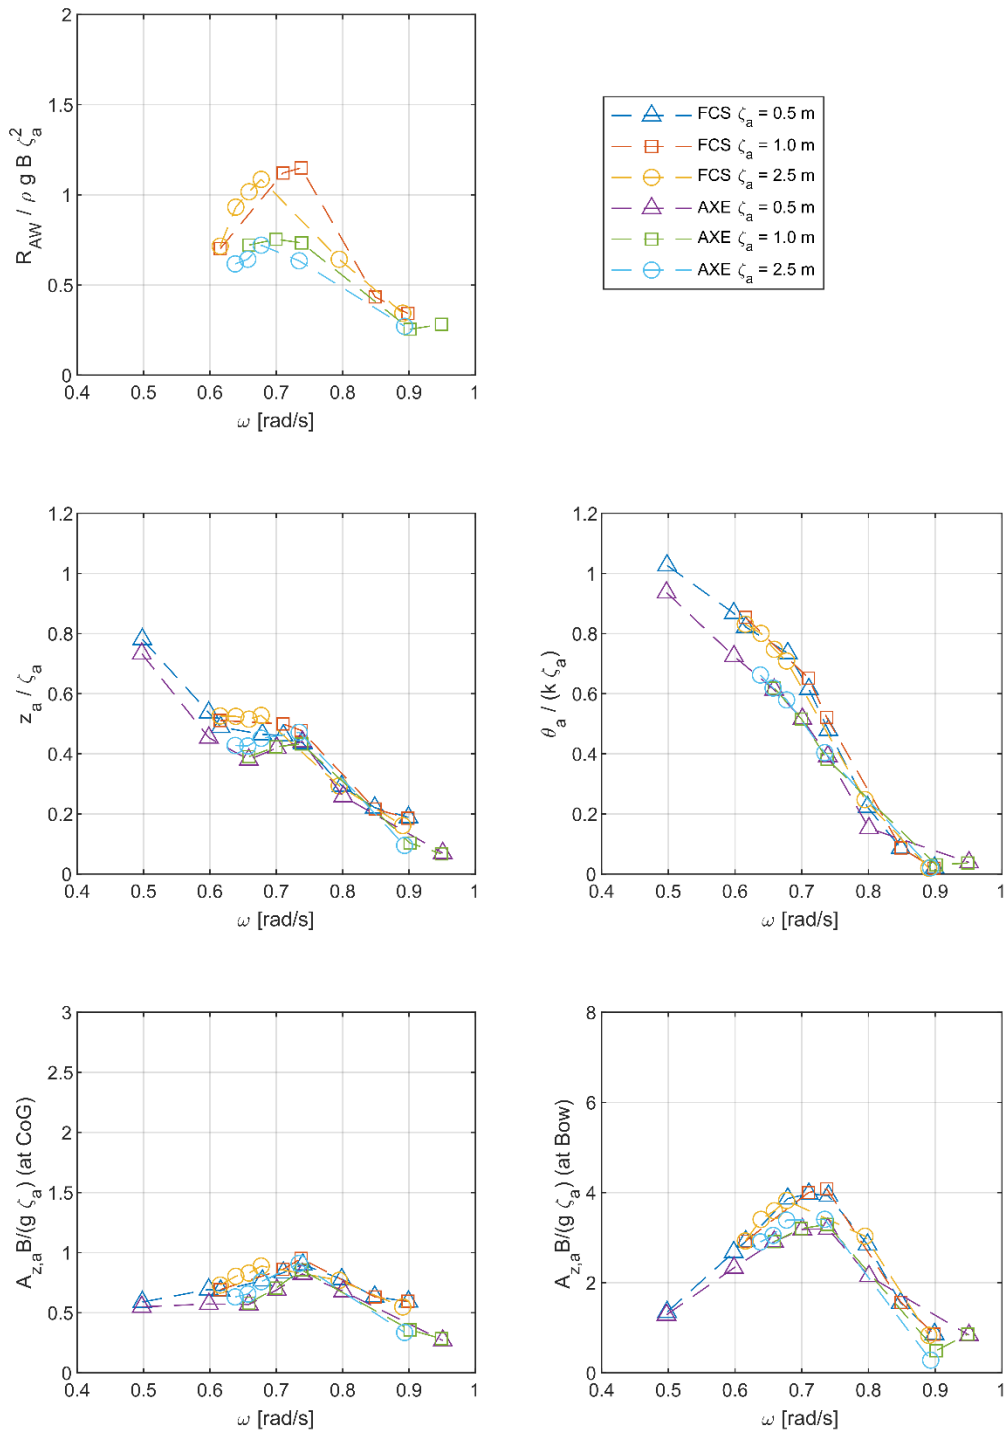 2
1.5
1
0.5
0
0.4 0.5 0.6 0.7 0.8 0.9 1
R_AW / ρ g B ζ_a^2
ω [rad/s]
FCS ζ_a = 0.5 m
FCS ζ_a = 1.0 m
FCS ζ_a = 2.5 m
AXE ζ_a = 0.5 m
AXE ζ_a = 1.0 m
AXE ζ_a = 2.5 m
1.2
1
0.8
0.6
0.4
0.2
0
0.4 0.5 0.6 0.7 0.8 0.9 1
z_a / ζ_a
ω [rad/s]
1.2
1
0.8
0.6
0.4
0.2
0
0.4 0.5 0.6 0.7 0.8 0.9 1
θ_a / (k ζ_a)
ω [rad/s]
3
2.5
2
1.5
1
0.5
0
0.4 0.5 0.6 0.7 0.8 0.9 1
A_z,a B/(g ζ_a) (at CoG)
ω [rad/s]
8
6
4
2
0
0.4 0.5 0.6 0.7 0.8 0.9 1
A_z,a B/(g ζ_a) (at Bow)
ω [rad/s]